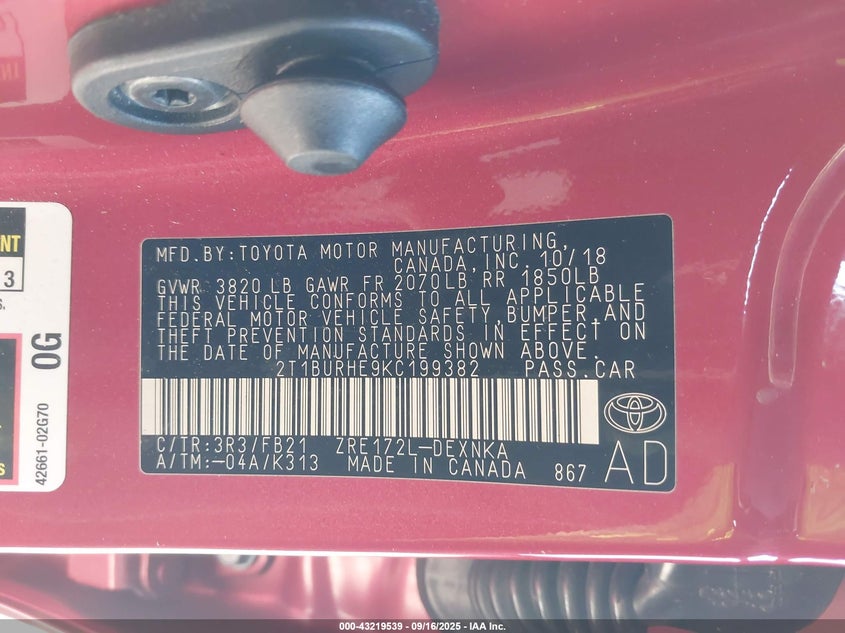 MFD.BY:TOYOTA MOTOR MANUFACTURING,
CANADA,INC. 10/18
GVWR 3820 LB GAWR FR 2070LB RR 1850LB
THIS VEHICLE CONFORMS TO ALL APPLICABLE
FEDERAL MOTOR VEHICLE SAFETY,BUMPER,AND
THEFT PREVENTION STANDARDS IN EFFECT ON
THE DATE OF MANUFACTURE SHOWN ABOVE.
2T1BURHE9KC199382 PASS.CAR
C/TR:3R3/FB21 ZRE172L-DEXNKA
A/TM:-04A/K313 MADE IN CANADA 867
AD
NT
13
S.
S
42661-02G70
0G
000-43219539 - 09/16/2025 - IAA Inc.